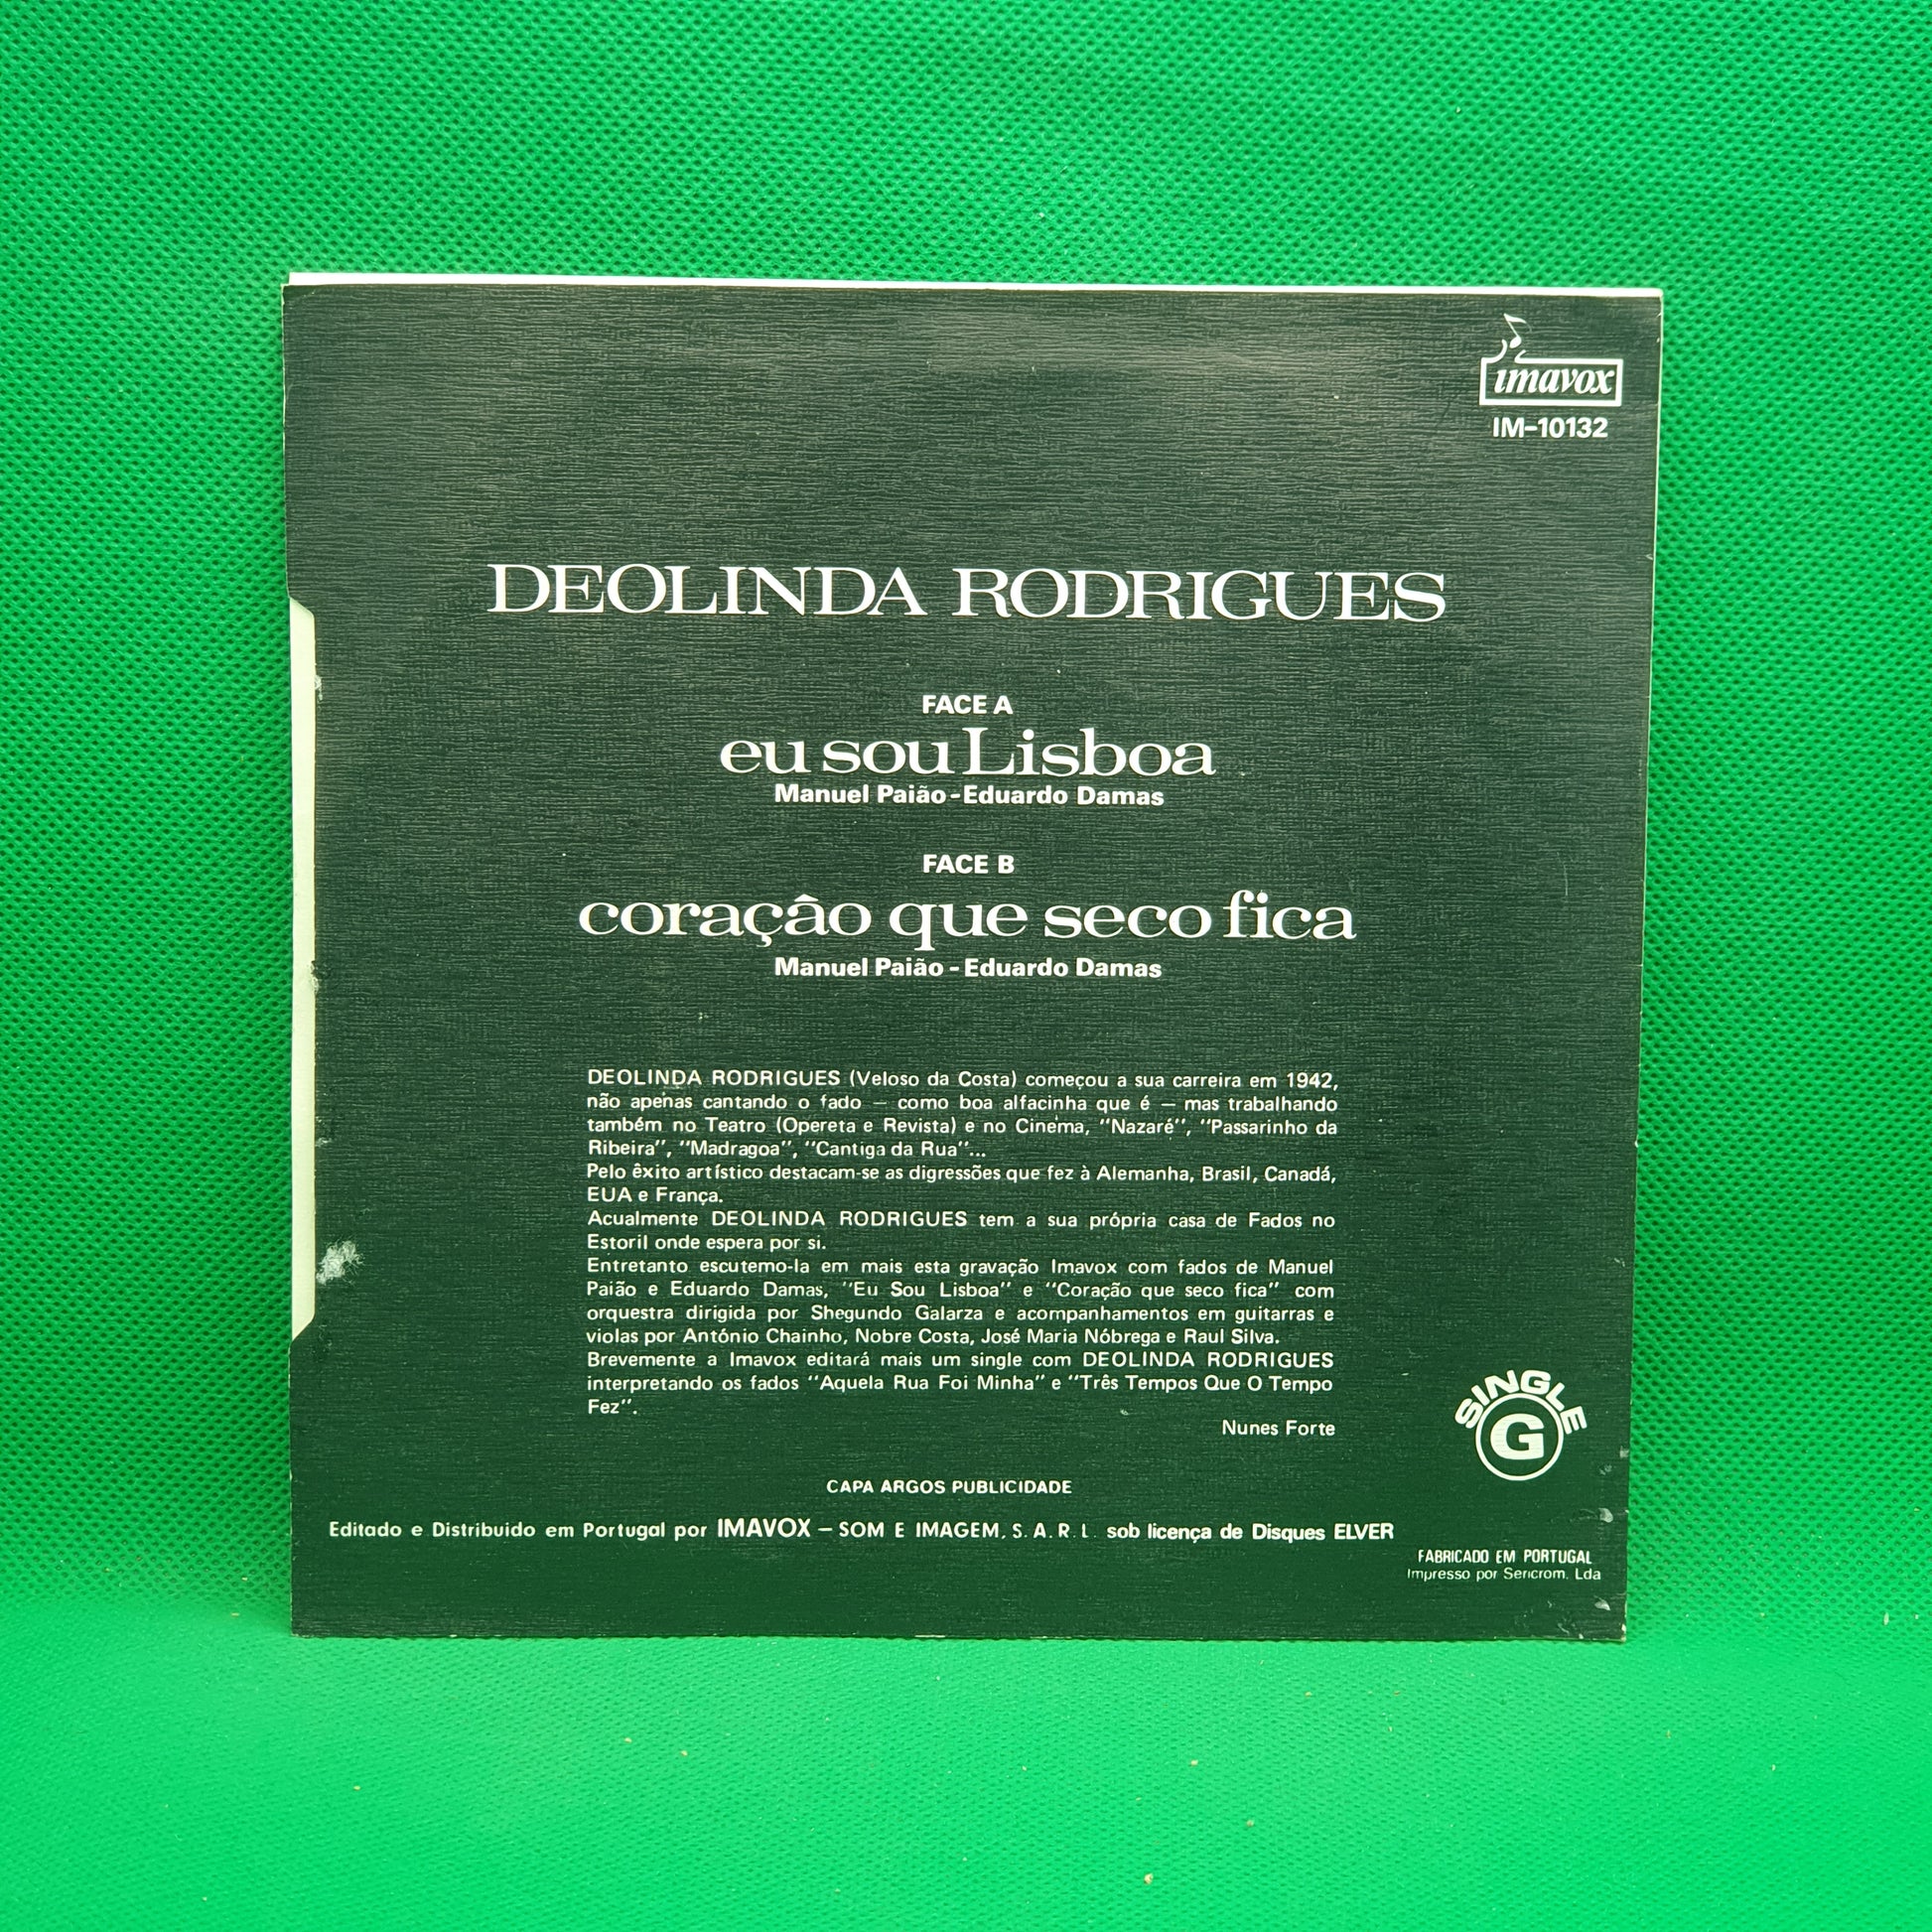 imavox
IM-10132
DEOLINDA RODRIGUES
FACE A
eu sou Lisboa
Manuel Paião - Eduardo Damas
FACE B
coraçâo que seco fica
Manuel Paião - Eduardo Damas
DEOLINDA RODRIGUES (Veloso da Costa) começou a sua carreira em 1942,
não apenas cantando o fado — como boa alfacinha que é — mas trabalhando
também no Teatro (Opereta e Revista) e no Cinema, "Nazaré", "Passarinho da
Ribeira", "Madragoa", "Cantiga da Rua"...
Pelo êxito artístico destacam-se as digressões que fez à Alemanha, Brasil, Canadá,
EUA e França.
Acualmente DEOLINDA RODRIGUES tem a sua própria casa de Fados no
Estoril onde espera por si.
Entretanto escutemo-la em mais esta gravação Imavox com fados de Manuel
Paião e Eduardo Damas, "Eu Sou Lisboa" e "Coração que seco fica" com
orquestra dirigida por Shegundo Galarza e acompanhamentos em guitarras e
violas por António Chainho, Nobre Costa, José Maria Nóbrega e Raul Silva.
Brevemente a Imavox editará mais um single com DEOLINDA RODRIGUES
interpretando os fados "Aquela Rua Foi Minha" e "Três Tempos Que O Tempo
Fez".
Nunes Forte
SINGLE
G
CAPA ARGOS PUBLICIDADE
Editado e Distribuido em Portugal por IMAVOX — SOM E IMAGEM, S. A. R. L. sob licença de Disques ELVER
FABRICADO EM PORTUGAL
Impresso por Sericrom. Lda